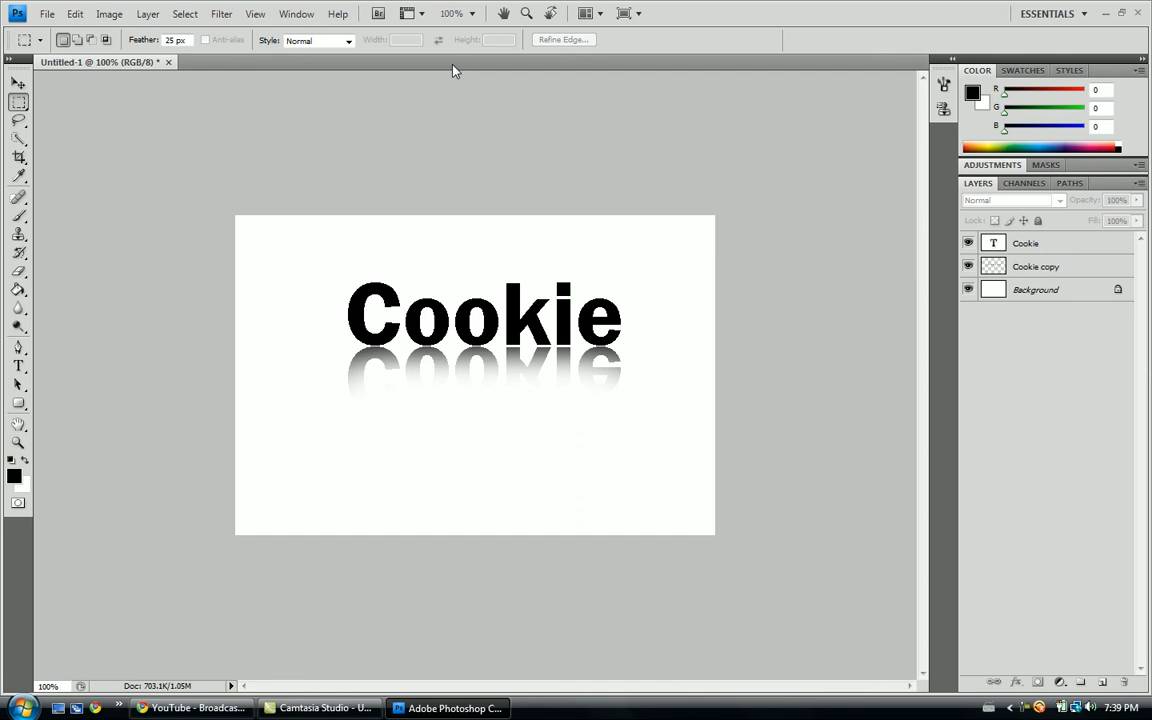 Ps File Edit Image Layer Select Filter View Window Help Br 100% ESSENTIALS
Feather: 25 px Anti-alias Style: Normal Width: Height: Refine Edge...
Untitled-1 @ 100% (RGB/8) *
COLOR SWATCHES STYLES
R 0
G 0
B 0
ADJUSTMENTS MASKS
LAYERS CHANNELS PATHS
Normal Opacity: 100%
Lock: Fill: 100%
T Cookie
Cookie copy
Background
Cookie
T
fx
100% Doc: 703.1K/1.05M
YouTube - Broadcas... Camtasia Studio - U... Ps Adobe Photoshop C... 7:39 PM